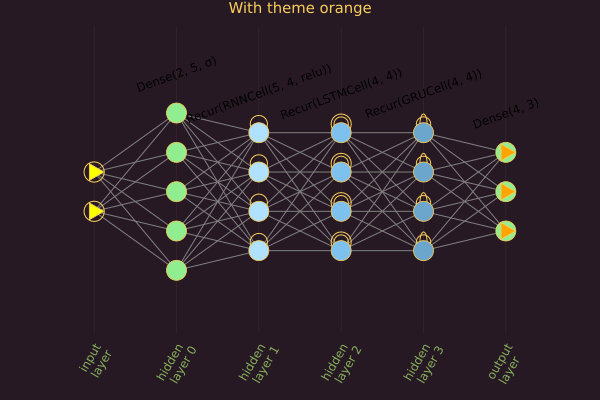 With theme orange
Dense(2, 5, σ)
Recur(RNNCell(5, 4, relu))
Recur(LSTMCell(4, 4))
Recur(GRUCell(4, 4))
Dense(4, 3)
input
layer
hidden
layer 0
hidden
layer 1
hidden
layer 2
hidden
layer 3
output
layer